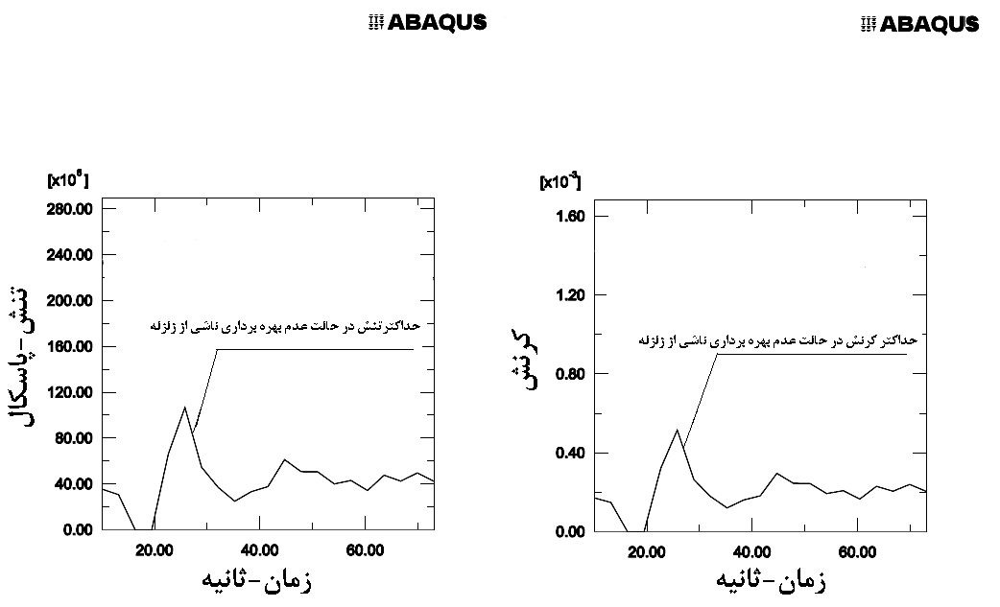 ABAQUS
[x10⁶]
280.00
240.00
200.00
160.00
120.00
80.00
40.00
0.00
تنش-پاسکال
حداکثرتنش در حالت عدم بهره برداری ناشی از زلزله
20.00 40.00 60.00
زمان-ثانیه
ABAQUS
[x10⁻³]
1.60
1.20
0.80
0.40
0.00
کرنش
حداکثر کرنش در حالت عدم بهره برداری ناشی از زلزله
20.00 40.00 60.00
زمان-ثانیه